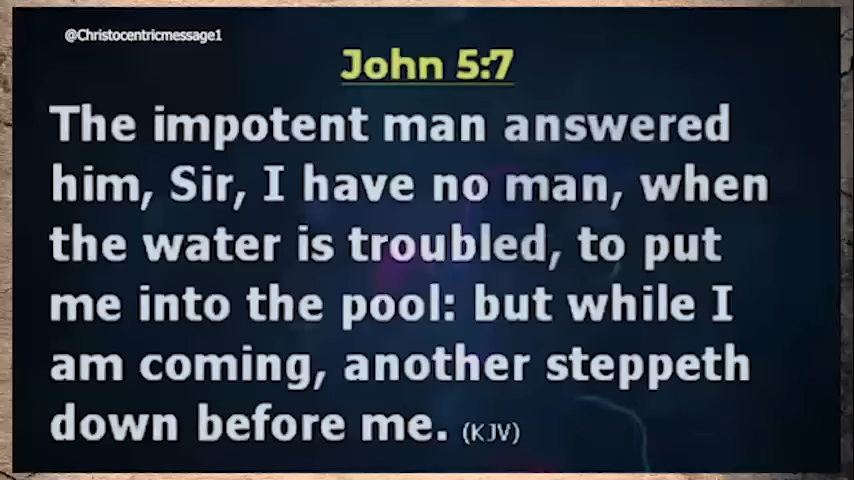 @Christocentricmessage1
John 5:7
The impotent man answered
him, Sir, I have no man, when
the water is troubled, to put
me into the pool: but while I
am coming, another steppeth
down before me. (KJV)